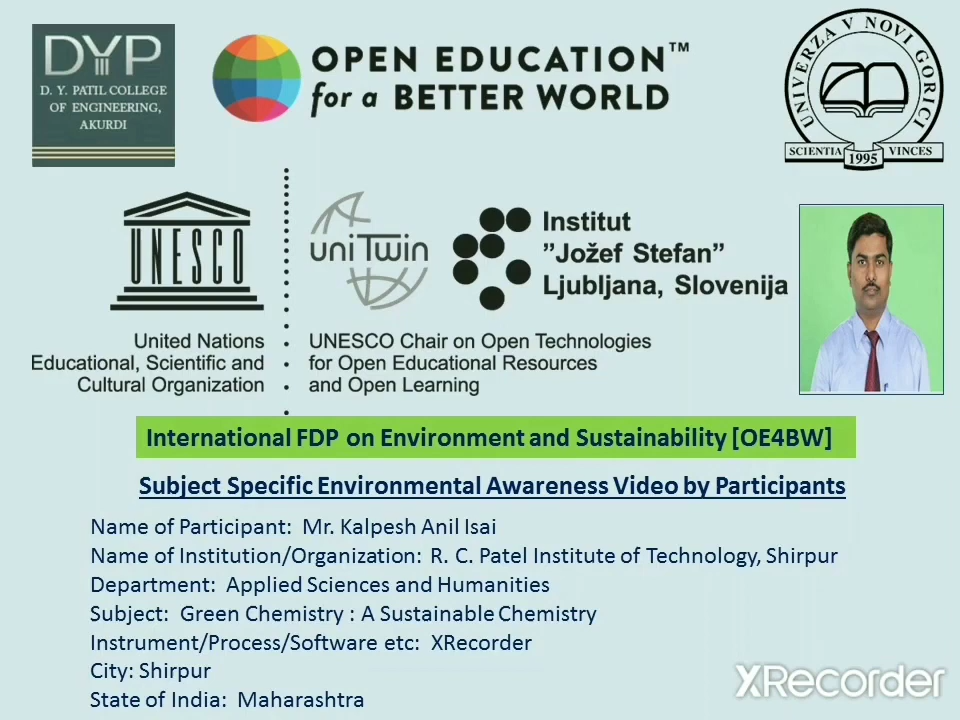 DYP
D. Y. PATIL COLLEGE
OF ENGINEERING,
AKURDI
OPEN EDUCATION™
for a BETTER WORLD
UNIVERZA V NOVI GORICI
SCIENTIA 1995 VINCES
UNESCO
United Nations
Educational, Scientific and
Cultural Organization
uniTwin
UNESCO Chair on Open Technologies
for Open Educational Resources
and Open Learning
Institut
”Jožef Stefan”
Ljubljana, Slovenija
International FDP on Environment and Sustainability [OE4BW]
Subject Specific Environmental Awareness Video by Participants
Name of Participant: Mr. Kalpesh Anil Isai
Name of Institution/Organization: R. C. Patel Institute of Technology, Shirpur
Department: Applied Sciences and Humanities
Subject: Green Chemistry : A Sustainable Chemistry
Instrument/Process/Software etc: XRecorder
City: Shirpur
State of India: Maharashtra
XRecorder